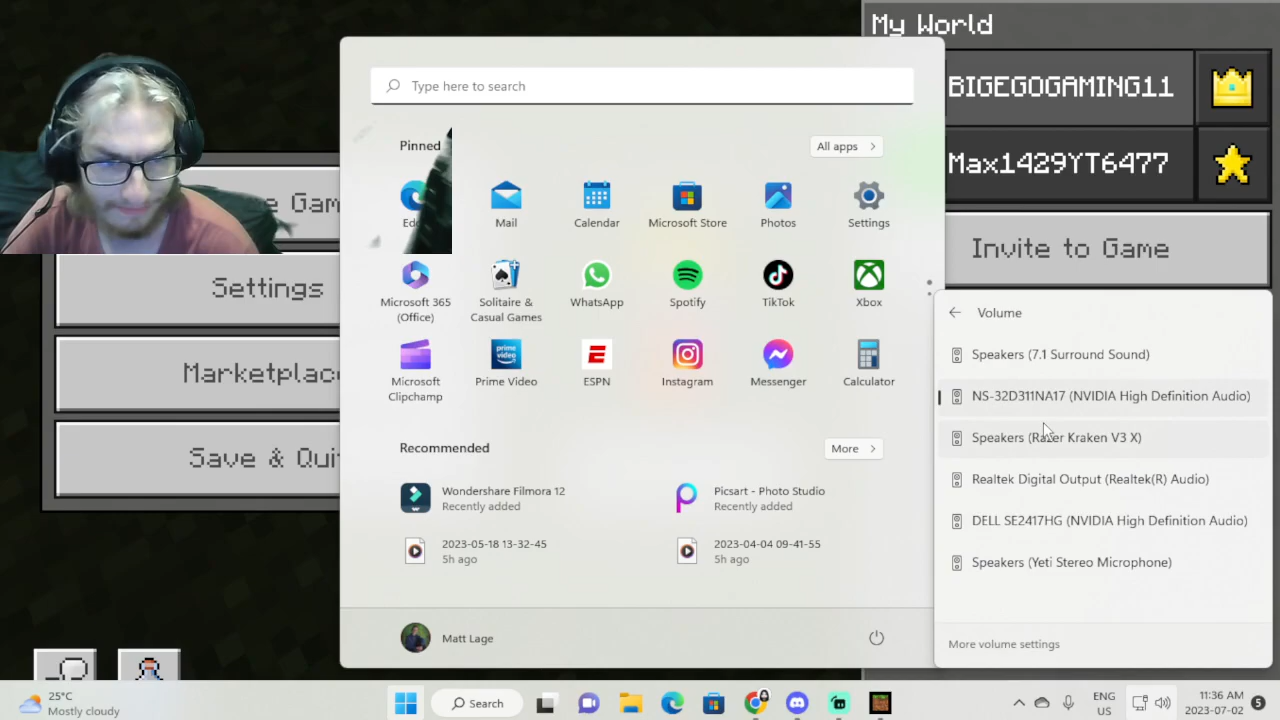 My World
BIGEGOGAMING11
Max1429YT6477
Invite to Game
Settings
Save & Qui
Type here to search
Pinned
All apps
Mail
Calendar
Microsoft Store
Photos
Settings
Microsoft 365
(Office)
Solitaire &
Casual Games
WhatsApp
Spotify
TikTok
Xbox
Microsoft
Clipchamp
Prime Video
ESPN
Instagram
Messenger
Calculator
Recommended
More
Wondershare Filmora 12
Recently added
Picsart - Photo Studio
Recently added
2023-05-18 13-32-45
5h ago
2023-04-04 09-41-55
5h ago
Matt Lage
Volume
Speakers (7.1 Surround Sound)
NS-32D311NA17 (NVIDIA High Definition Audio)
Speakers (Razer Kraken V3 X)
Realtek Digital Output (Realtek(R) Audio)
DELL SE2417HG (NVIDIA High Definition Audio)
Speakers (Yeti Stereo Microphone)
More volume settings
25°C
Mostly cloudy
Search
ENG
US
11:36 AM
2023-07-02
5